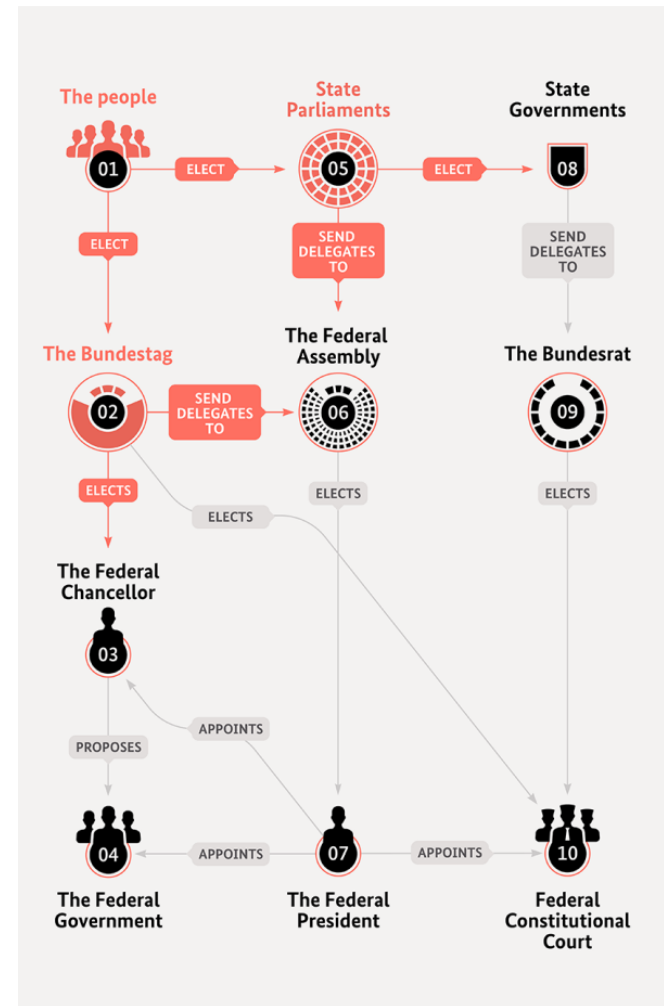 The people
State
Parliaments
State
Governments
01
ELECT
05
ELECT
08
ELECT
SEND
DELEGATES
TO
SEND
DELEGATES
TO
The Bundestag
The Federal
Assembly
The Bundesrat
02
SEND
DELEGATES
TO
06
09
ELECTS
ELECTS
ELECTS
ELECTS
The Federal
Chancellor
03
APPOINTS
PROPOSES
04
APPOINTS
07
APPOINTS
10
The Federal
Government
The Federal
President
Federal
Constitutional
Court